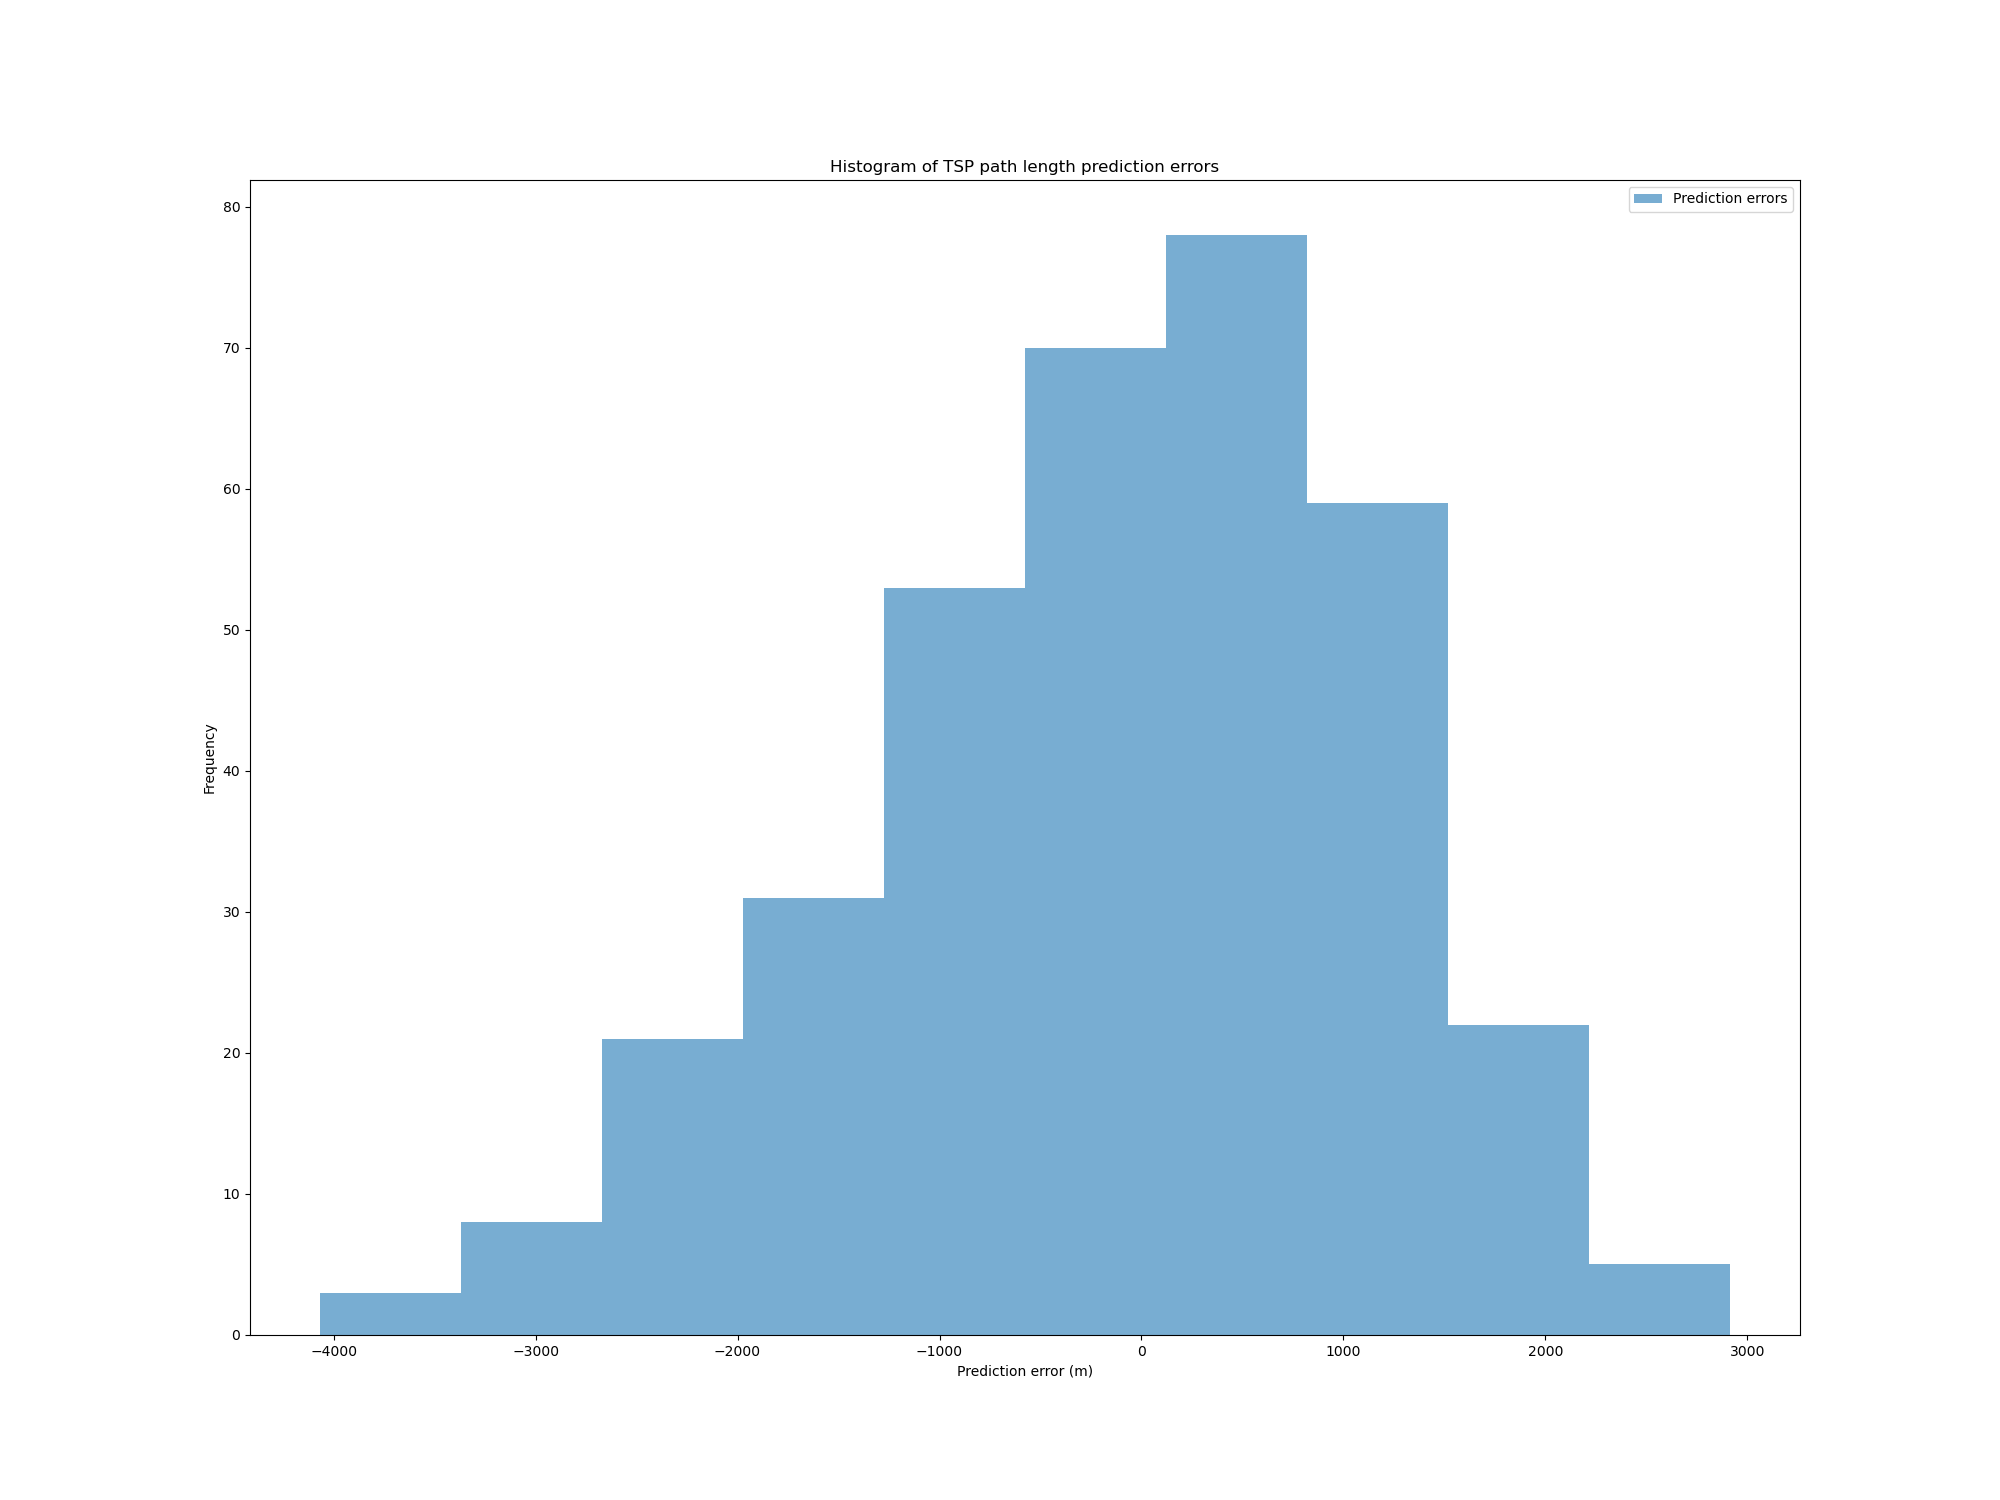 Histogram of TSP path length prediction errors
Prediction errors
80
70
60
50
40
30
20
10
0
Frequency
−4000 −3000 −2000 −1000 0 1000 2000 3000
Prediction error (m)